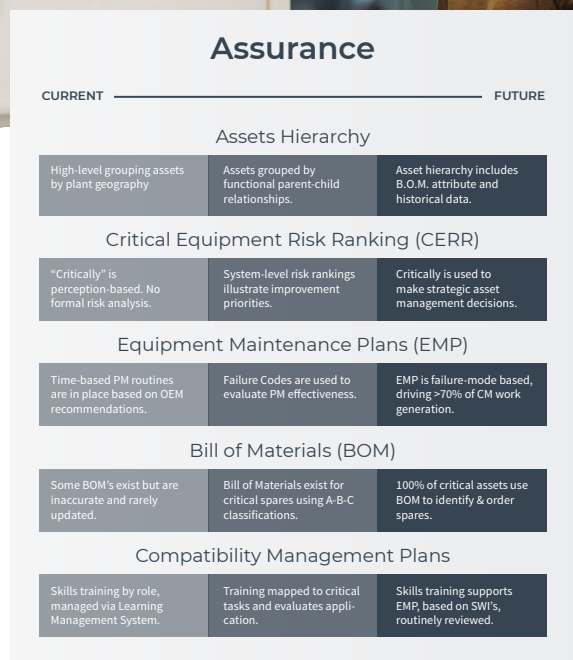 Assurance
CURRENT
FUTURE
Assets Hierarchy
High-level grouping assets
by plant geography
Assets grouped by
functional parent-child
relationships.
Asset hierarchy includes
B.O.M. attribute and
historical data.
Critical Equipment Risk Ranking (CERR)
“Critically” is
perception-based. No
formal risk analysis.
System-level risk rankings
illustrate improvement
priorities.
Critically is used to
make strategic asset
management decisions.
Equipment Maintenance Plans (EMP)
Time-based PM routines
are in place based on OEM
recommendations.
Failure Codes are used to
evaluate PM effectiveness.
EMP is failure-mode based,
driving >70% of CM work
generation.
Bill of Materials (BOM)
Some BOM’s exist but are
inaccurate and rarely
updated.
Bill of Materials exist for
critical spares using A-B-C
classifications.
100% of critical assets use
BOM to identify & order
spares.
Compatibility Management Plans
Skills training by role,
managed via Learning
Management System.
Training mapped to critical
tasks and evaluates appli-
cation.
Skills training supports
EMP, based on SWI’s,
routinely reviewed.